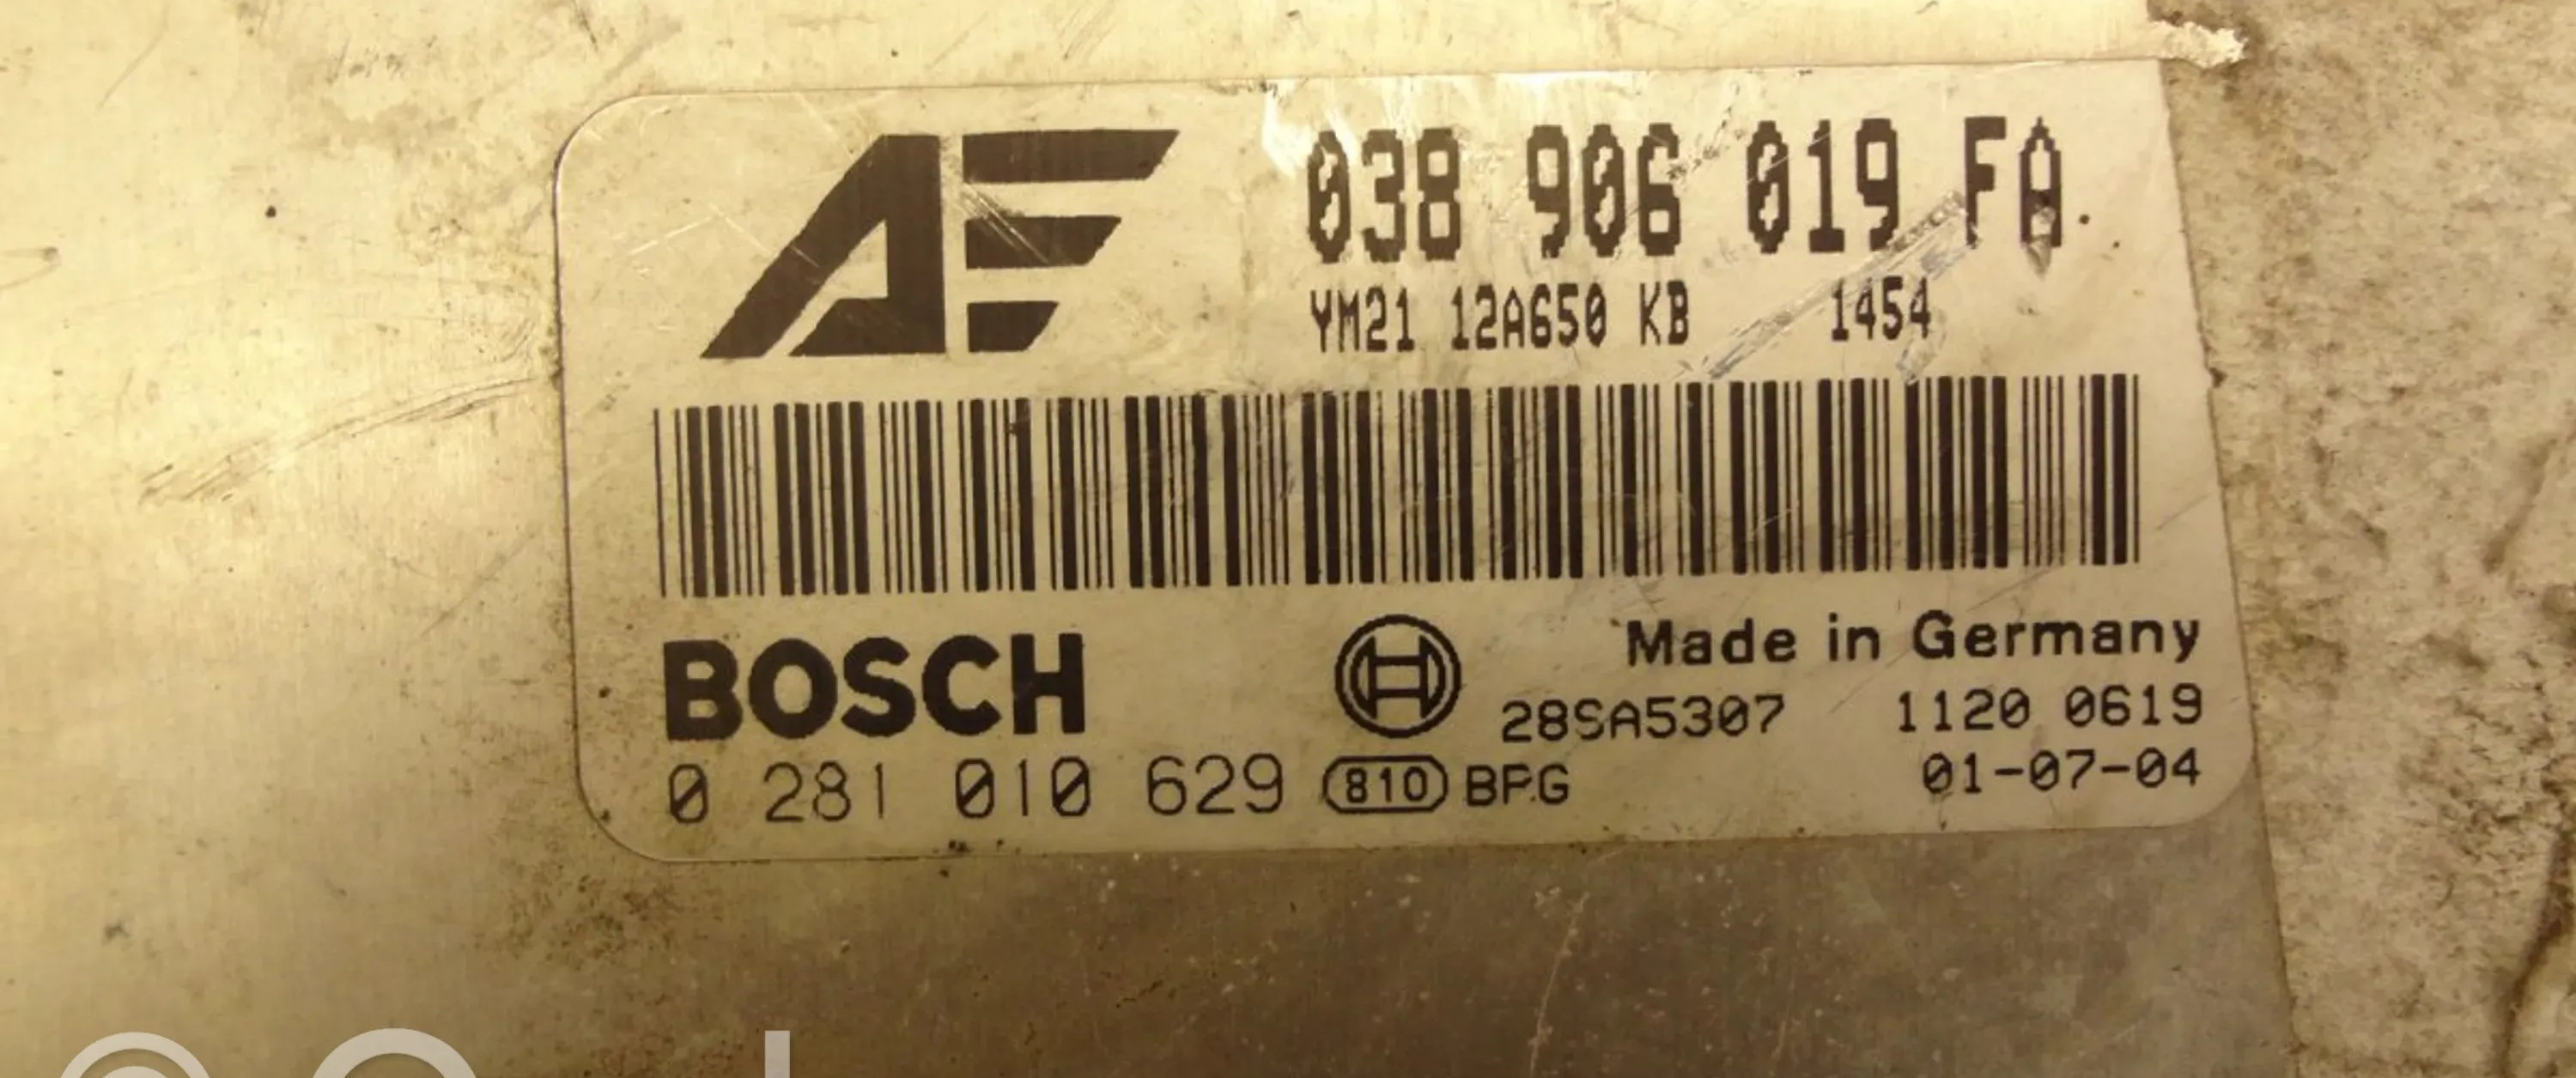 AF 038 906 019 FA
YM21 12A650 KB 1454
BOSCH
Made in Germany
28SA5307 1120 0619
0 281 010 629 810 BPG 01-07-04